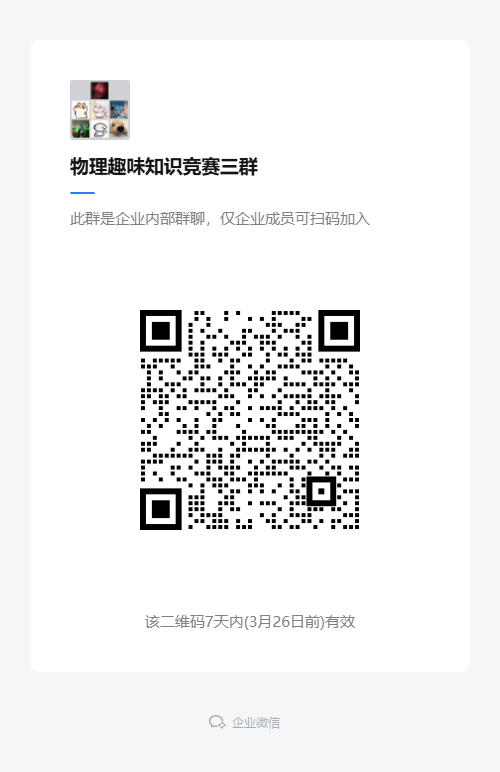 物理趣味知识竞赛三群
此群是企业内部群聊，仅企业成员可扫码加入
该二维码7天内(3月26日前)有效
企业微信